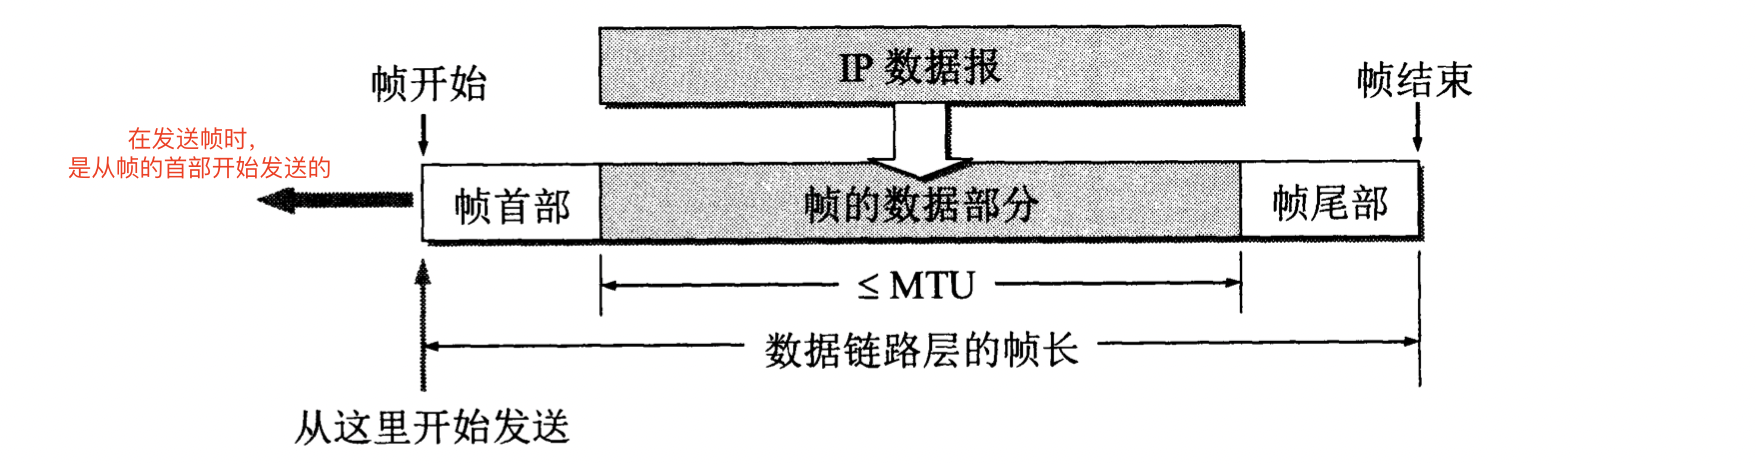 IP 数据报
帧开始
帧结束
在发送帧时，
是从帧的首部开始发送的
帧首部
帧的数据部分
帧尾部
≤ MTU
数据链路层的帧长
从这里开始发送